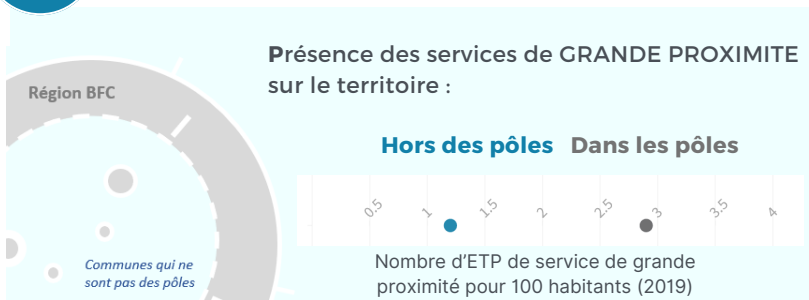 Présence des services de GRANDE PROXIMITE
sur le territoire :
Région BFC
Hors des pôles Dans les pôles
0.5 1 1.5 2 2.5 3 3.5 4
Nombre d'ETP de service de grande
proximité pour 100 habitants (2019)
Communes qui ne
sont pas des pôles